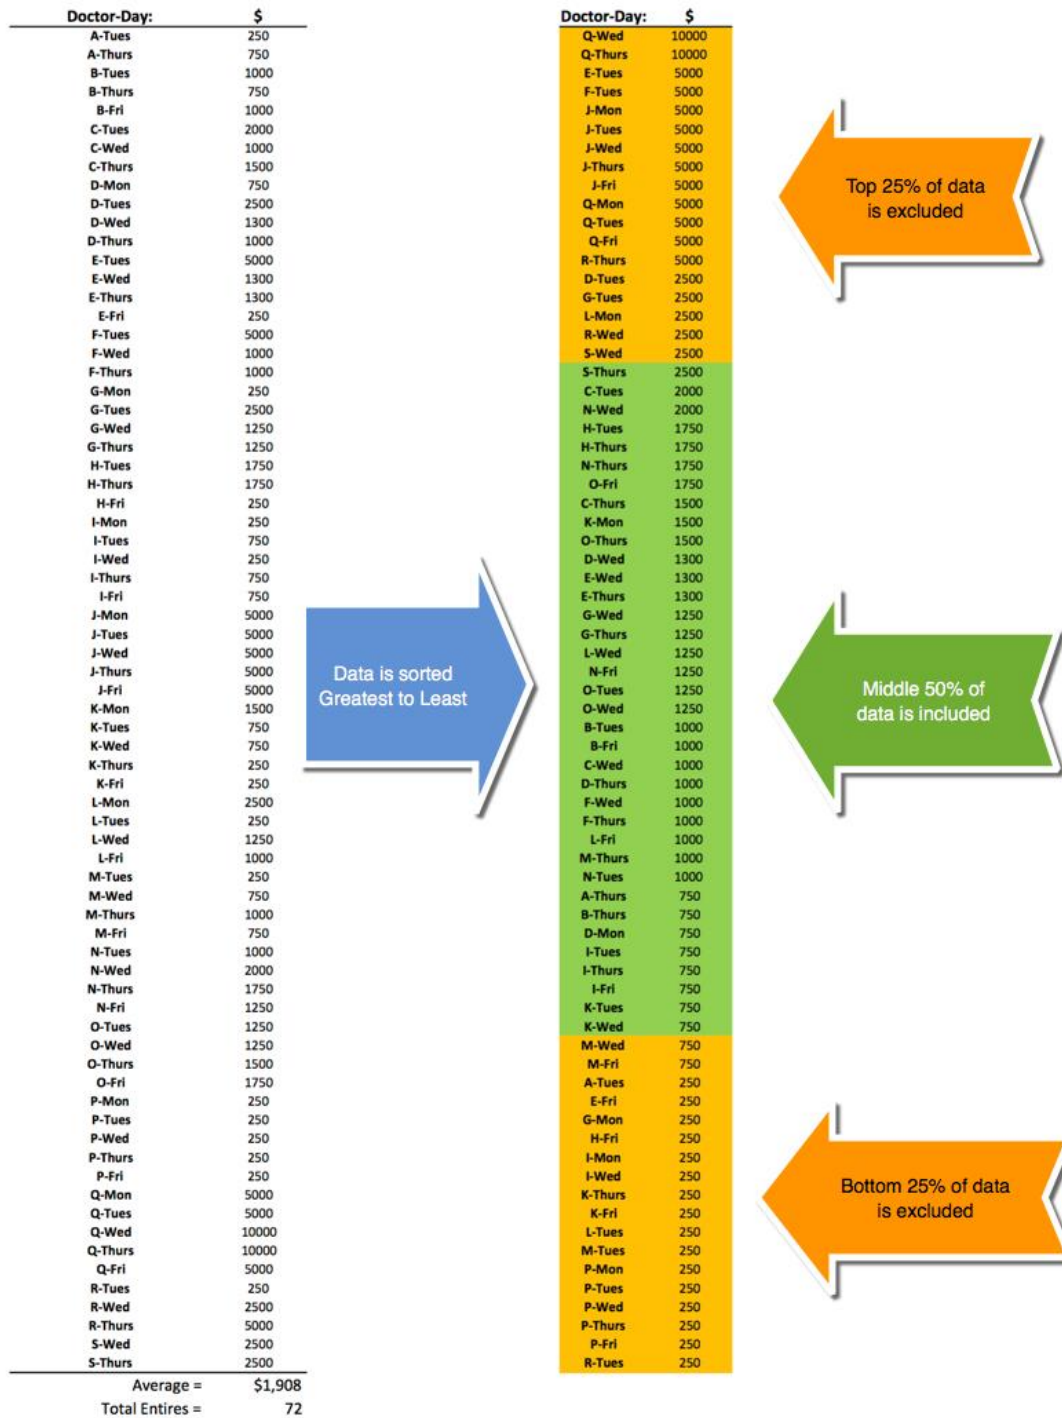 Doctor-Day: $
A-Tues 250
A-Thurs 750
B-Tues 1000
B-Thurs 750
B-Fri 1000
C-Tues 2000
C-Wed 1000
C-Thurs 1500
D-Mon 750
D-Tues 2500
D-Wed 1300
D-Thurs 1000
E-Tues 5000
E-Wed 1300
E-Thurs 1300
E-Fri 250
F-Tues 5000
F-Wed 1000
F-Thurs 1000
G-Mon 250
G-Tues 2500
G-Wed 1250
G-Thurs 1250
H-Tues 1750
H-Thurs 1750
H-Fri 250
I-Mon 250
I-Tues 750
I-Wed 250
I-Thurs 750
I-Fri 750
J-Mon 5000
J-Tues 5000
J-Wed 5000
J-Thurs 5000
J-Fri 5000
K-Mon 1500
K-Tues 750
K-Wed 750
K-Thurs 250
K-Fri 250
L-Mon 2500
L-Tues 250
L-Wed 1250
L-Fri 1000
M-Tues 250
M-Wed 750
M-Thurs 1000
M-Fri 750
N-Tues 1000
N-Wed 2000
N-Thurs 1750
N-Fri 1250
O-Tues 1250
O-Wed 1250
O-Thurs 1500
O-Fri 1750
P-Mon 250
P-Tues 250
P-Wed 250
P-Thurs 250
P-Fri 250
Q-Mon 5000
Q-Tues 5000
Q-Wed 10000
Q-Thurs 10000
Q-Fri 5000
R-Tues 250
R-Wed 2500
R-Thurs 5000
S-Wed 2500
S-Thurs 2500
Average = $1,908
Total Entires = 72
Data is sorted
Greatest to Least
Doctor-Day: $
Q-Wed 10000
Q-Thurs 10000
E-Tues 5000
F-Tues 5000
J-Mon 5000
J-Tues 5000
J-Wed 5000
J-Thurs 5000
J-Fri 5000
Q-Mon 5000
Q-Tues 5000
Q-Fri 5000
R-Thurs 5000
D-Tues 2500
G-Tues 2500
L-Mon 2500
R-Wed 2500
S-Wed 2500
S-Thurs 2500
C-Tues 2000
N-Wed 2000
H-Tues 1750
H-Thurs 1750
N-Thurs 1750
O-Fri 1750
C-Thurs 1500
K-Mon 1500
O-Thurs 1500
D-Wed 1300
E-Wed 1300
E-Thurs 1300
G-Wed 1250
G-Thurs 1250
L-Wed 1250
N-Fri 1250
O-Tues 1250
O-Wed 1250
B-Tues 1000
B-Fri 1000
C-Wed 1000
D-Thurs 1000
F-Wed 1000
F-Thurs 1000
L-Fri 1000
M-Thurs 1000
N-Tues 1000
A-Thurs 750
B-Thurs 750
D-Mon 750
I-Tues 750
I-Thurs 750
I-Fri 750
K-Tues 750
K-Wed 750
M-Wed 750
M-Fri 750
A-Tues 250
E-Fri 250
G-Mon 250
H-Fri 250
I-Mon 250
I-Wed 250
K-Thurs 250
K-Fri 250
L-Tues 250
M-Tues 250
P-Mon 250
P-Tues 250
P-Wed 250
P-Thurs 250
P-Fri 250
R-Tues 250
Top 25% of data
is excluded
Middle 50% of
data is included
Bottom 25% of data
is excluded